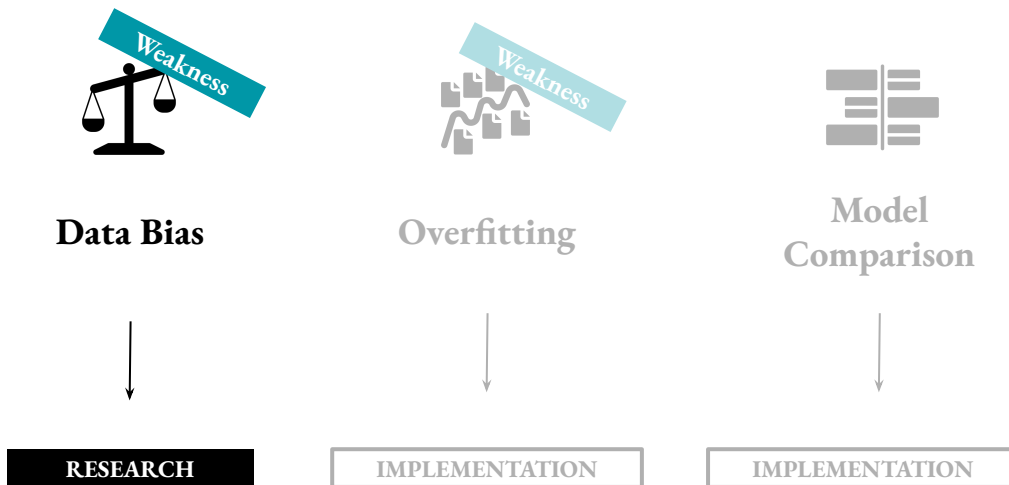 Weakness
Weakness
Data Bias
Overfitting
Model
Comparison
RESEARCH
IMPLEMENTATION
IMPLEMENTATION